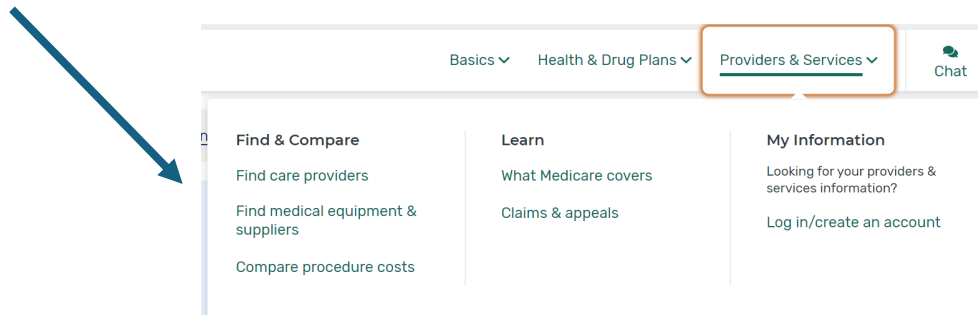 Basics
Health & Drug Plans
Providers & Services
Chat
n
Find & Compare
Find care providers
Find medical equipment &
suppliers
Compare procedure costs
Learn
What Medicare covers
Claims & appeals
My Information
Looking for your providers &
services information?
Log in/create an account